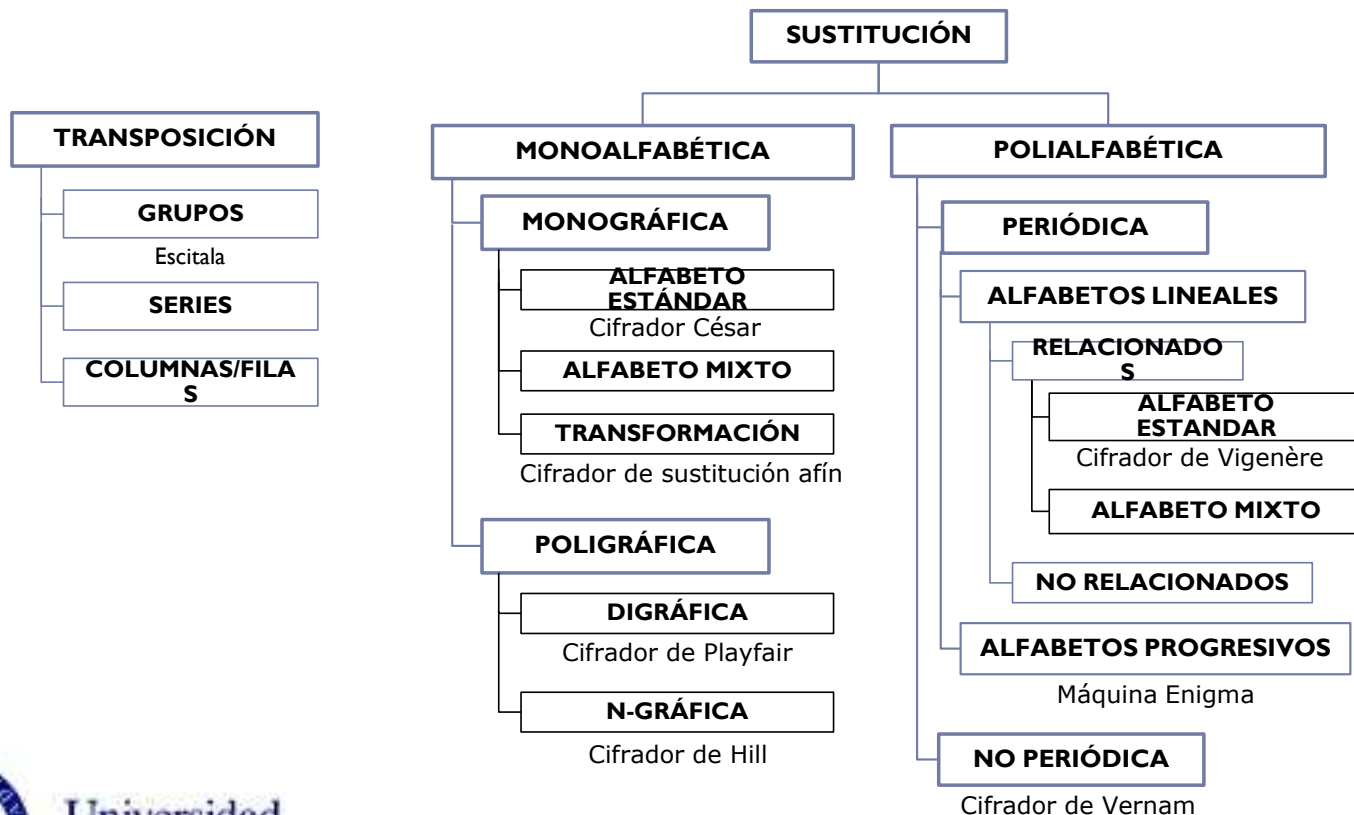 SUSTITUCIÓN
TRANSPOSICIÓN
GRUPOS
Escitala
SERIES
COLUMNAS/FILA
S
MONOALFABÉTICA
MONOGRÁFICA
ALFABETO
ESTÁNDAR
Cifrador César
ALFABETO MIXTO
TRANSFORMACIÓN
Cifrador de sustitución afín
POLIGRÁFICA
DIGRÁFICA
Cifrador de Playfair
N-GRÁFICA
Cifrador de Hill
POLIALFABÉTICA
PERIÓDICA
ALFABETOS LINEALES
RELACIONADO
S
ALFABETO
ESTANDAR
Cifrador de Vigenère
ALFABETO MIXTO
NO RELACIONADOS
ALFABETOS PROGRESIVOS
Máquina Enigma
NO PERIÓDICA
Cifrador de Vernam
Universidad